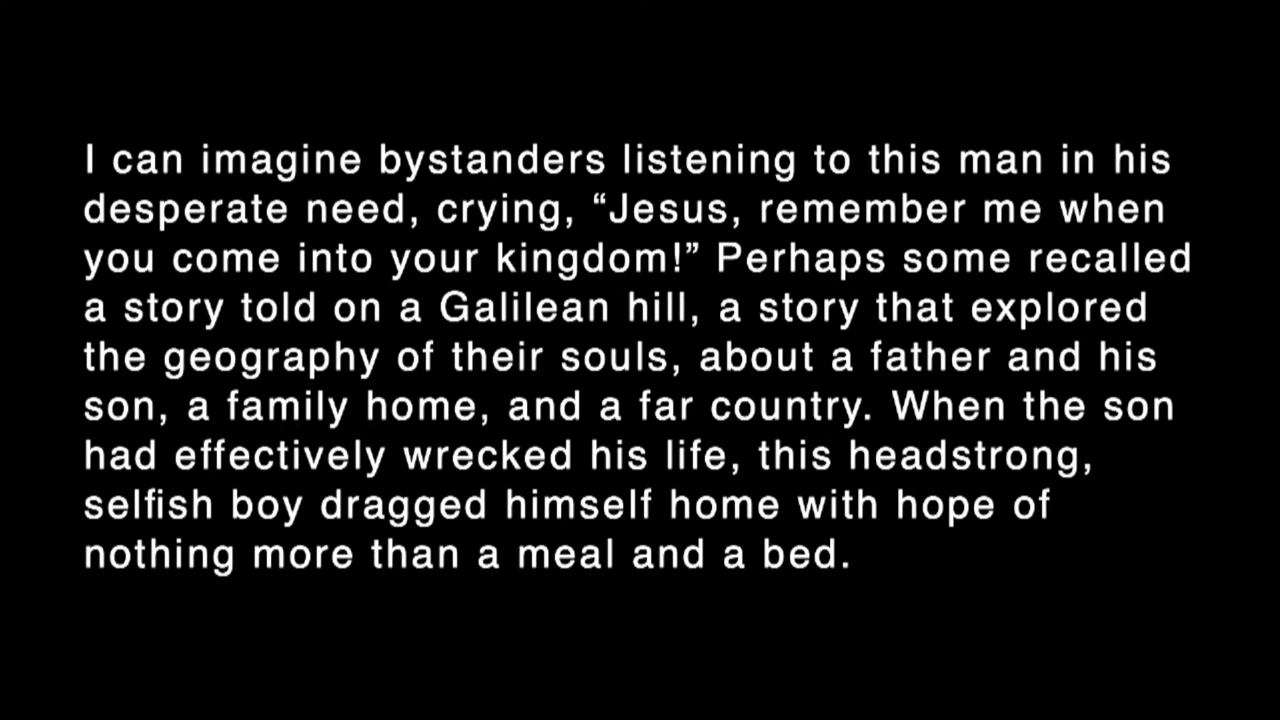 I can imagine bystanders listening to this man in his
desperate need, crying, “Jesus, remember me when
you come into your kingdom!” Perhaps some recalled
a story told on a Galilean hill, a story that explored
the geography of their souls, about a father and his
son, a family home, and a far country. When the son
had effectively wrecked his life, this headstrong,
selfish boy dragged himself home with hope of
nothing more than a meal and a bed.